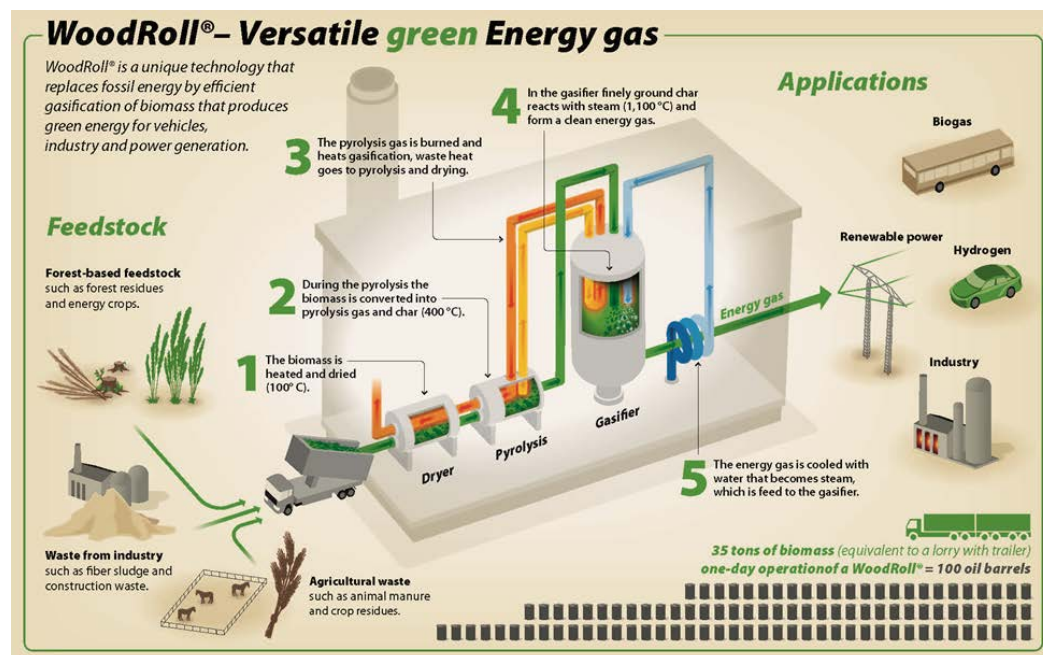 WoodRoll®– Versatile green Energy gas
WoodRoll® is a unique technology that
replaces fossil energy by efficient
gasification of biomass that produces
green energy for vehicles,
industry and power generation.
Feedstock
Forest-based feedstock
such as forest residues
and energy crops.
Waste from industry
such as fiber sludge and
construction waste.
Agricultural waste
such as animal manure
and crop residues.
1 The biomass is
heated and dried
(100° C).
2 During the pyrolysis the
biomass is converted into
pyrolysis gas and char (400 °C).
3 The pyrolysis gas is burned and
heats gasification, waste heat
goes to pyrolysis and drying.
4 In the gasifier finely ground char
reacts with steam (1,100 °C) and
form a clean energy gas.
Dryer
Pyrolysis
Gasifier
Energy gas
5 The energy gas is cooled with
water that becomes steam,
which is feed to the gasifier.
Applications
Biogas
Renewable power
Hydrogen
Industry
35 tons of biomass (equivalent to a lorry with trailer)
one-day operationof a WoodRoll® = 100 oil barrels